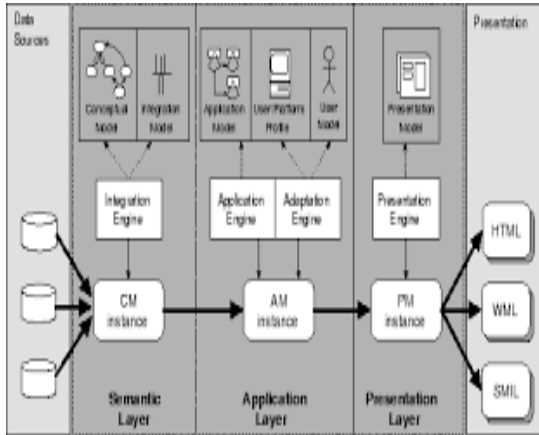 Data
Sources
Presentation
Conceptual
Model
Integration
Model
Application
Model
User/Platform
Profile
User
Model
Presentation
Model
Integration
Engine
Application
Engine
Adaptation
Engine
Presentation
Engine
CM
instance
AM
instance
PM
instance
HTML
WML
SMIL
Semantic
Layer
Application
Layer
Presentation
Layer